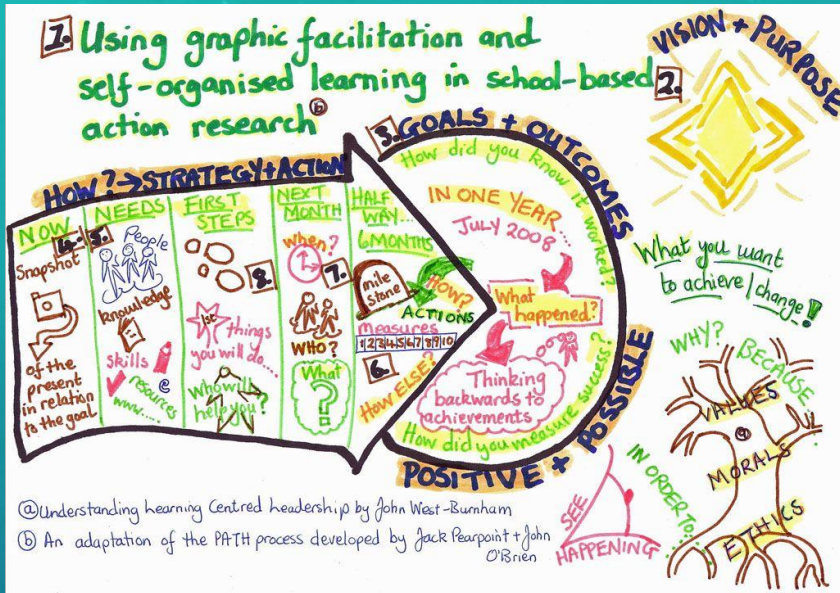 1. Using graphic facilitation and
self-organised learning in school-based
action research b
2.
VISION + PURPOSE
3. GOALS + OUTCOMES
How did you know it worked?
HOW? → STRATEGY + ACTION
NOW
4.
Snapshot
of the
present
in relation
to the goal
NEEDS
5.
People
knowledge
skills
resources
e
www.....
FIRST
STEPS
8.
1st
things
you will do...
Who will
help you?
NEXT
MONTH
When?
7.
WHO?
What
?
HALF
WAY...
6 MONTHS
mile
stone
HOW?
ACTIONS
measures
1 2 3 4 5 6 7 8 9 10
6.
HOW ELSE?
IN ONE YEAR...
JULY 2008
What
happened?
Thinking
backwards to
achievements
How did you measure success?
POSITIVE + POSSIBLE
What you want
to achieve/change!
WHY?
BECAUSE
VALUES
a
MORALS
ETHICS
IN ORDER TO...
SEE
HAPPENING
a Understanding Learning Centred Leadership by John West-Burnham
b An adaptation of the PATH process developed by Jack Pearpoint + John
O'Brien